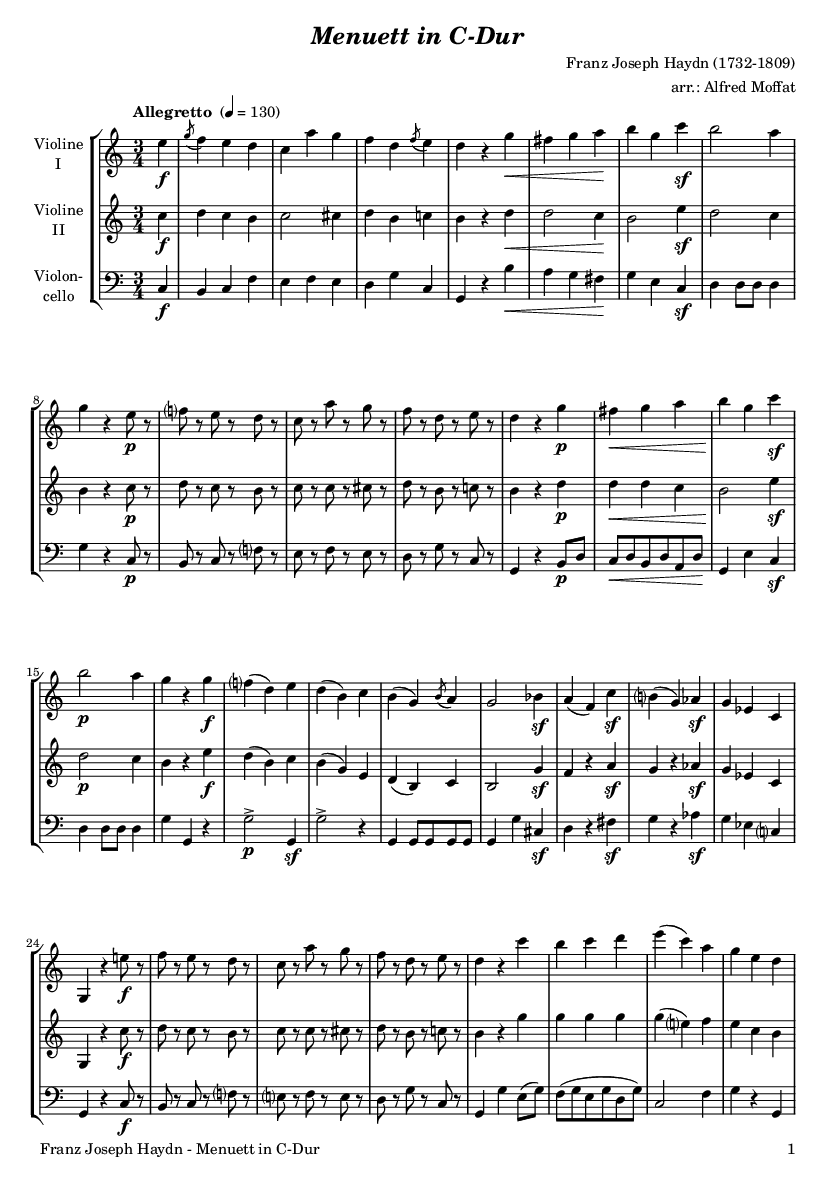 Menuett in C-Dur
Franz Joseph Haydn (1732-1809)
arr.: Alfred Moffat
Allegretto (♩ = 130)
Violine
I
f
sf
Violine
II
f
sf
Violon-
cello
f
sf
8
p
p
sf
p
p
sf
p
p
sf
15
p
f
sf
sf
sf
p
f
sf
sf
sf
p
sf
sf
sf
sf
24
f
f
f
Franz Joseph Haydn - Menuett in C-Dur
1